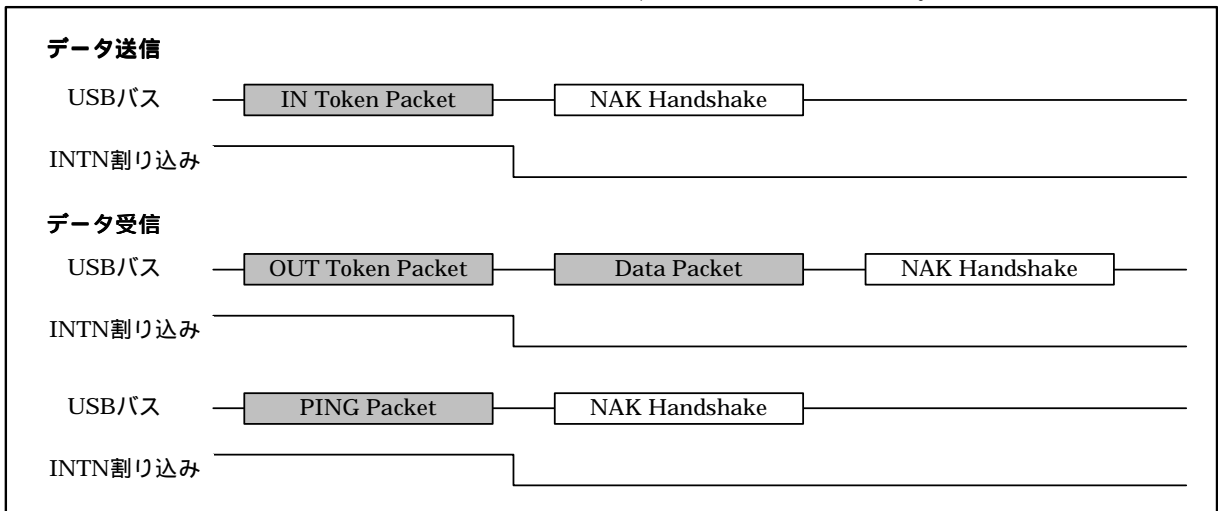 データ送信
USBバス IN Token Packet NAK Handshake
INTN割り込み
データ受信
USBバス OUT Token Packet Data Packet NAK Handshake
INTN割り込み
USBバス PING Packet NAK Handshake
INTN割り込み